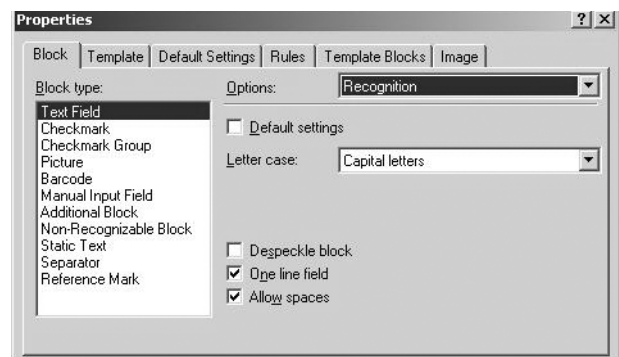 Properties
? ×
Block Template Default Settings Rules Template Blocks Image
Block type:
Text Field
Checkmark
Checkmark Group
Picture
Barcode
Manual Input Field
Additional Block
Non-Recognizable Block
Static Text
Separator
Reference Mark
Options: Recognition
Default settings
Letter case: Capital letters
Despeckle block
One line field
Allow spaces